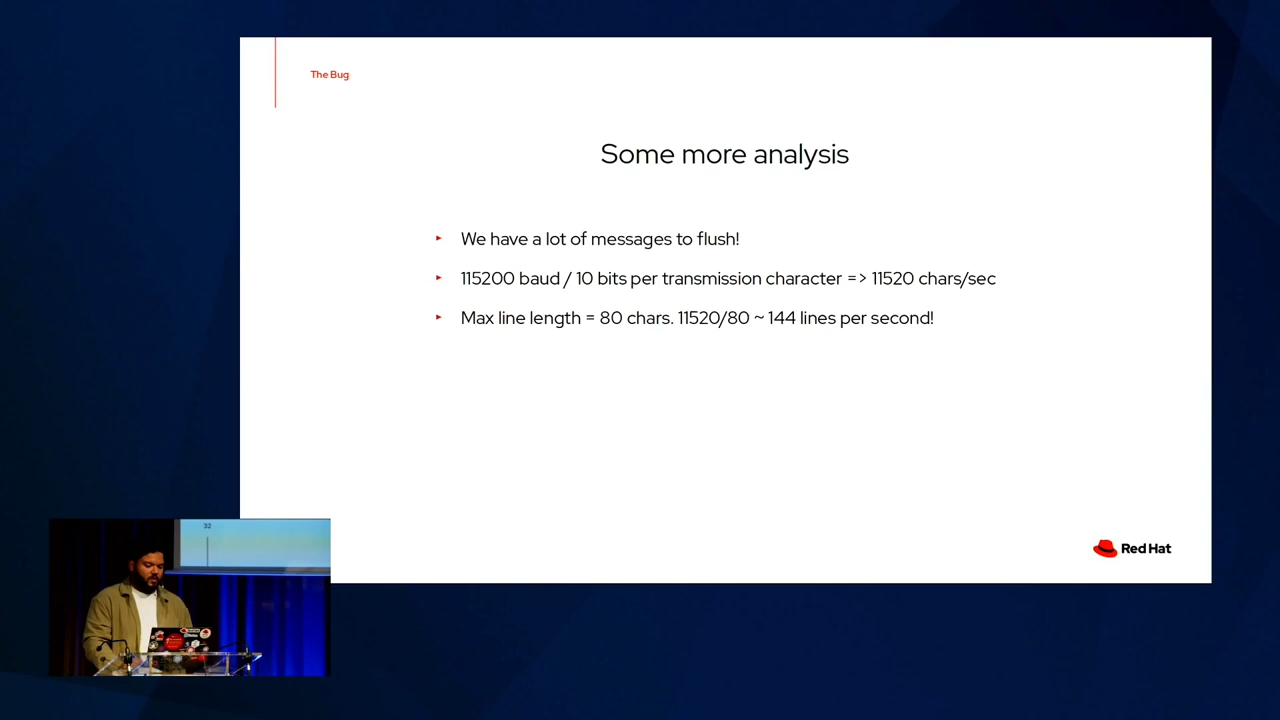 The Bug
Some more analysis
We have a lot of messages to flush!
115200 baud / 10 bits per transmission character => 11520 chars/sec
Max line length = 80 chars. 11520/80 ~ 144 lines per second!
Red Hat
32